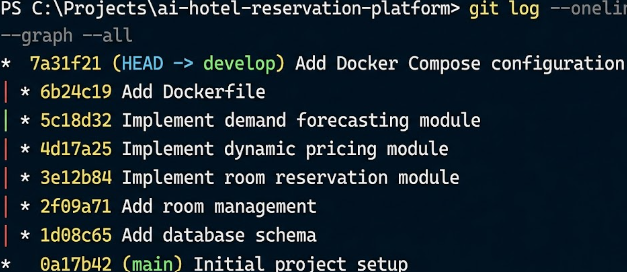 PS C:\Projects\ai-hotel-reservation-platform> git log --onelin
--graph --all
* 7a31f21 (HEAD -> develop) Add Docker Compose configuration
| * 6b24c19 Add Dockerfile
| * 5c18d32 Implement demand forecasting module
| * 4d17a25 Implement dynamic pricing module
| * 3e12b84 Implement room reservation module
| * 2f09a71 Add room management
| * 1d08c65 Add database schema
* 0a17b42 (main) Initial project setup